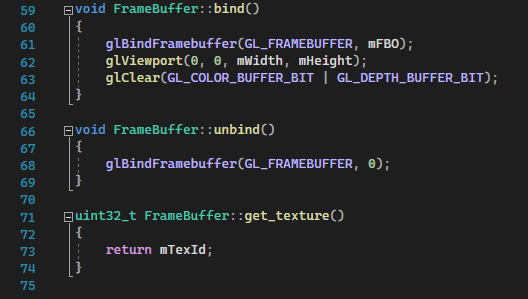 59 void FrameBuffer::bind()
60 {
61     glBindFramebuffer(GL_FRAMEBUFFER, mFBO);
62     glViewport(0, 0, mWidth, mHeight);
63     glClear(GL_COLOR_BUFFER_BIT | GL_DEPTH_BUFFER_BIT);
64 }
65
66 void FrameBuffer::unbind()
67 {
68     glBindFramebuffer(GL_FRAMEBUFFER, 0);
69 }
70
71 uint32_t FrameBuffer::get_texture()
72 {
73     return mTexId;
74 }
75